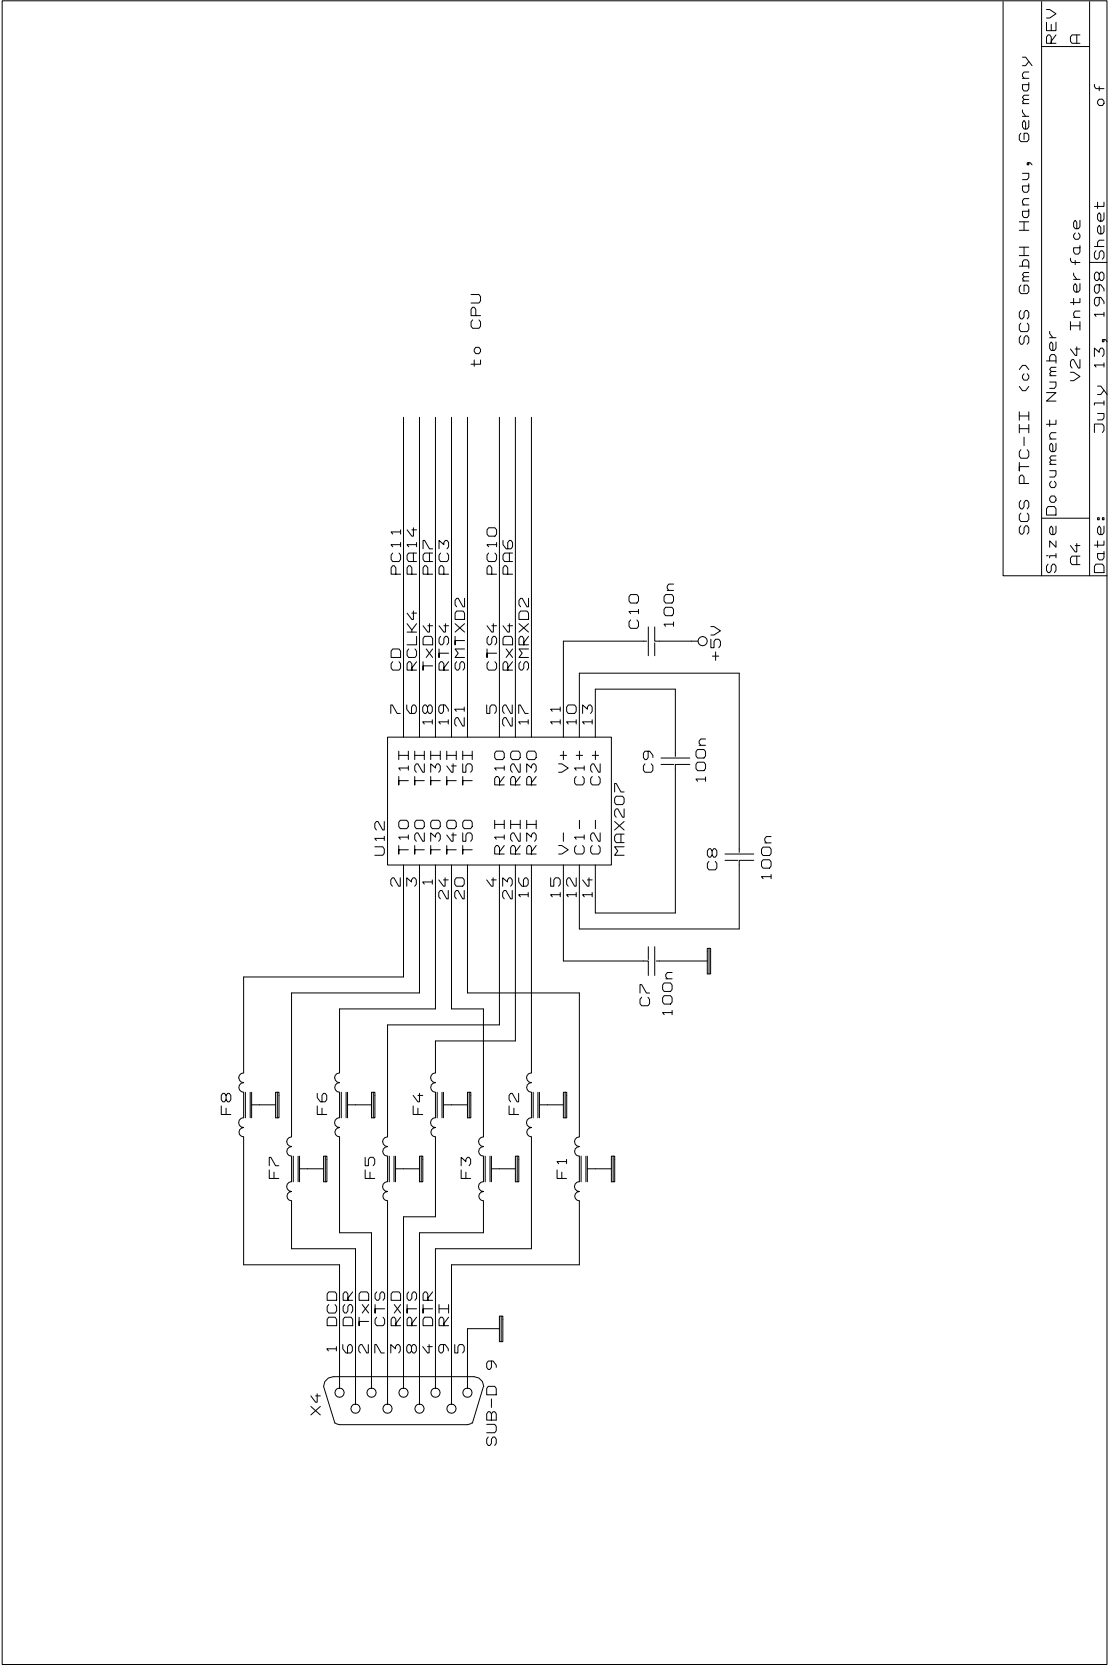 X4
SUB-D 9
1 DCD
6 DSR
2 TxD
7 CTS
3 RxD
8 RTS
4 DTR
9 RI
5
F8
F7
F6
F5
F4
F3
F2
F1
U12
MAX207
2 T1O T1I 7 CD PC11
3 T2O T2I 6 RCLK4 PA14
1 T3O T3I 18 TxD4 PA7
24 T4O T4I 19 RTS4 PC3
20 T5O T5I 21 SMTXD2
4 R1I R1O 5 CTS4 PC10
23 R2I R2O 22 RxD4 PA6
16 R3I R3O 17 SMRXD2
15 V- V+ 11
12 C1- C1+ 10
14 C2- C2+ 13
to CPU
C7
100n
C9
100n
C8
100n
C10
100n
+5V
SCS PTC-II (c) SCS GmbH Hanau, Germany
Size Document Number REV
A4 V24 Interface A
Date: July 13, 1998 Sheet of